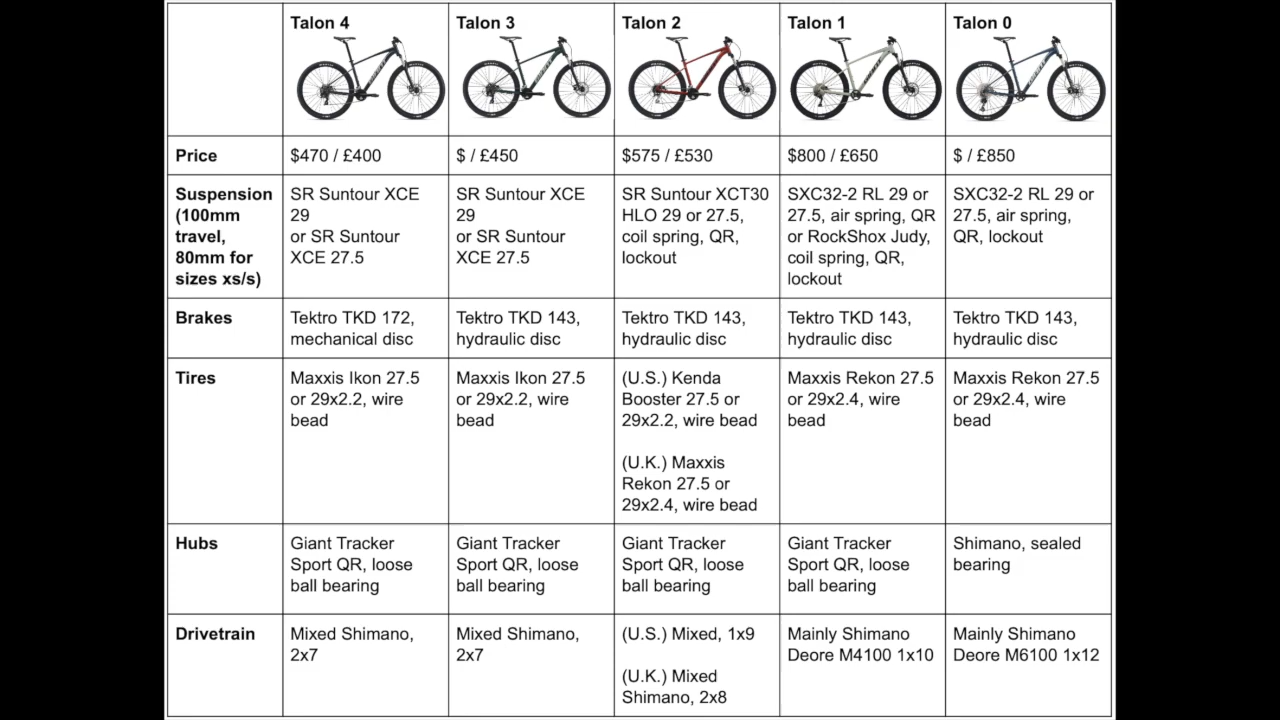 Talon 4
Talon 3
Talon 2
Talon 1
Talon 0
Price
$470 / £400
$ / £450
$575 / £530
$800 / £650
$ / £850
Suspension
(100mm
travel,
80mm for
sizes xs/s)
SR Suntour XCE
29
or SR Suntour
XCE 27.5
SR Suntour XCE
29
or SR Suntour
XCE 27.5
SR Suntour XCT30
HLO 29 or 27.5,
coil spring, QR,
lockout
SXC32-2 RL 29 or
27.5, air spring, QR
or RockShox Judy,
coil spring, QR,
lockout
SXC32-2 RL 29 or
27.5, air spring,
QR, lockout
Brakes
Tektro TKD 172,
mechanical disc
Tektro TKD 143,
hydraulic disc
Tektro TKD 143,
hydraulic disc
Tektro TKD 143,
hydraulic disc
Tektro TKD 143,
hydraulic disc
Tires
Maxxis Ikon 27.5
or 29x2.2, wire
bead
Maxxis Ikon 27.5
or 29x2.2, wire
bead
(U.S.) Kenda
Booster 27.5 or
29x2.2, wire bead
(U.K.) Maxxis
Rekon 27.5 or
29x2.4, wire bead
Maxxis Rekon 27.5
or 29x2.4, wire
bead
Maxxis Rekon 27.5
or 29x2.4, wire
bead
Hubs
Giant Tracker
Sport QR, loose
ball bearing
Giant Tracker
Sport QR, loose
ball bearing
Giant Tracker
Sport QR, loose
ball bearing
Giant Tracker
Sport QR, loose
ball bearing
Shimano, sealed
bearing
Drivetrain
Mixed Shimano,
2x7
Mixed Shimano,
2x7
(U.S.) Mixed, 1x9
(U.K.) Mixed
Shimano, 2x8
Mainly Shimano
Deore M4100 1x10
Mainly Shimano
Deore M6100 1x12